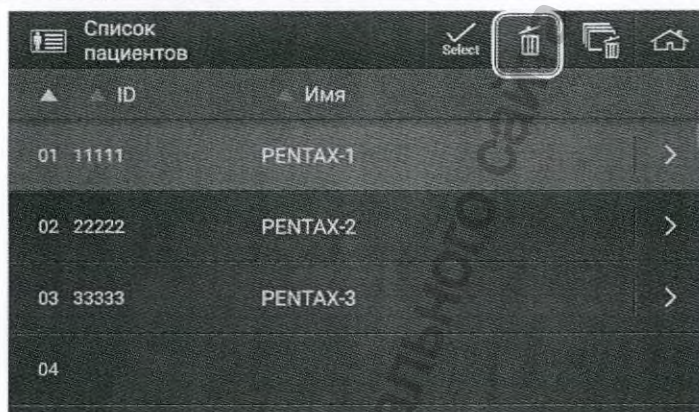 Список
пациентов
Select
ID Имя
01 11111 PENTAX-1
02 22222 PENTAX-2
03 33333 PENTAX-3
04